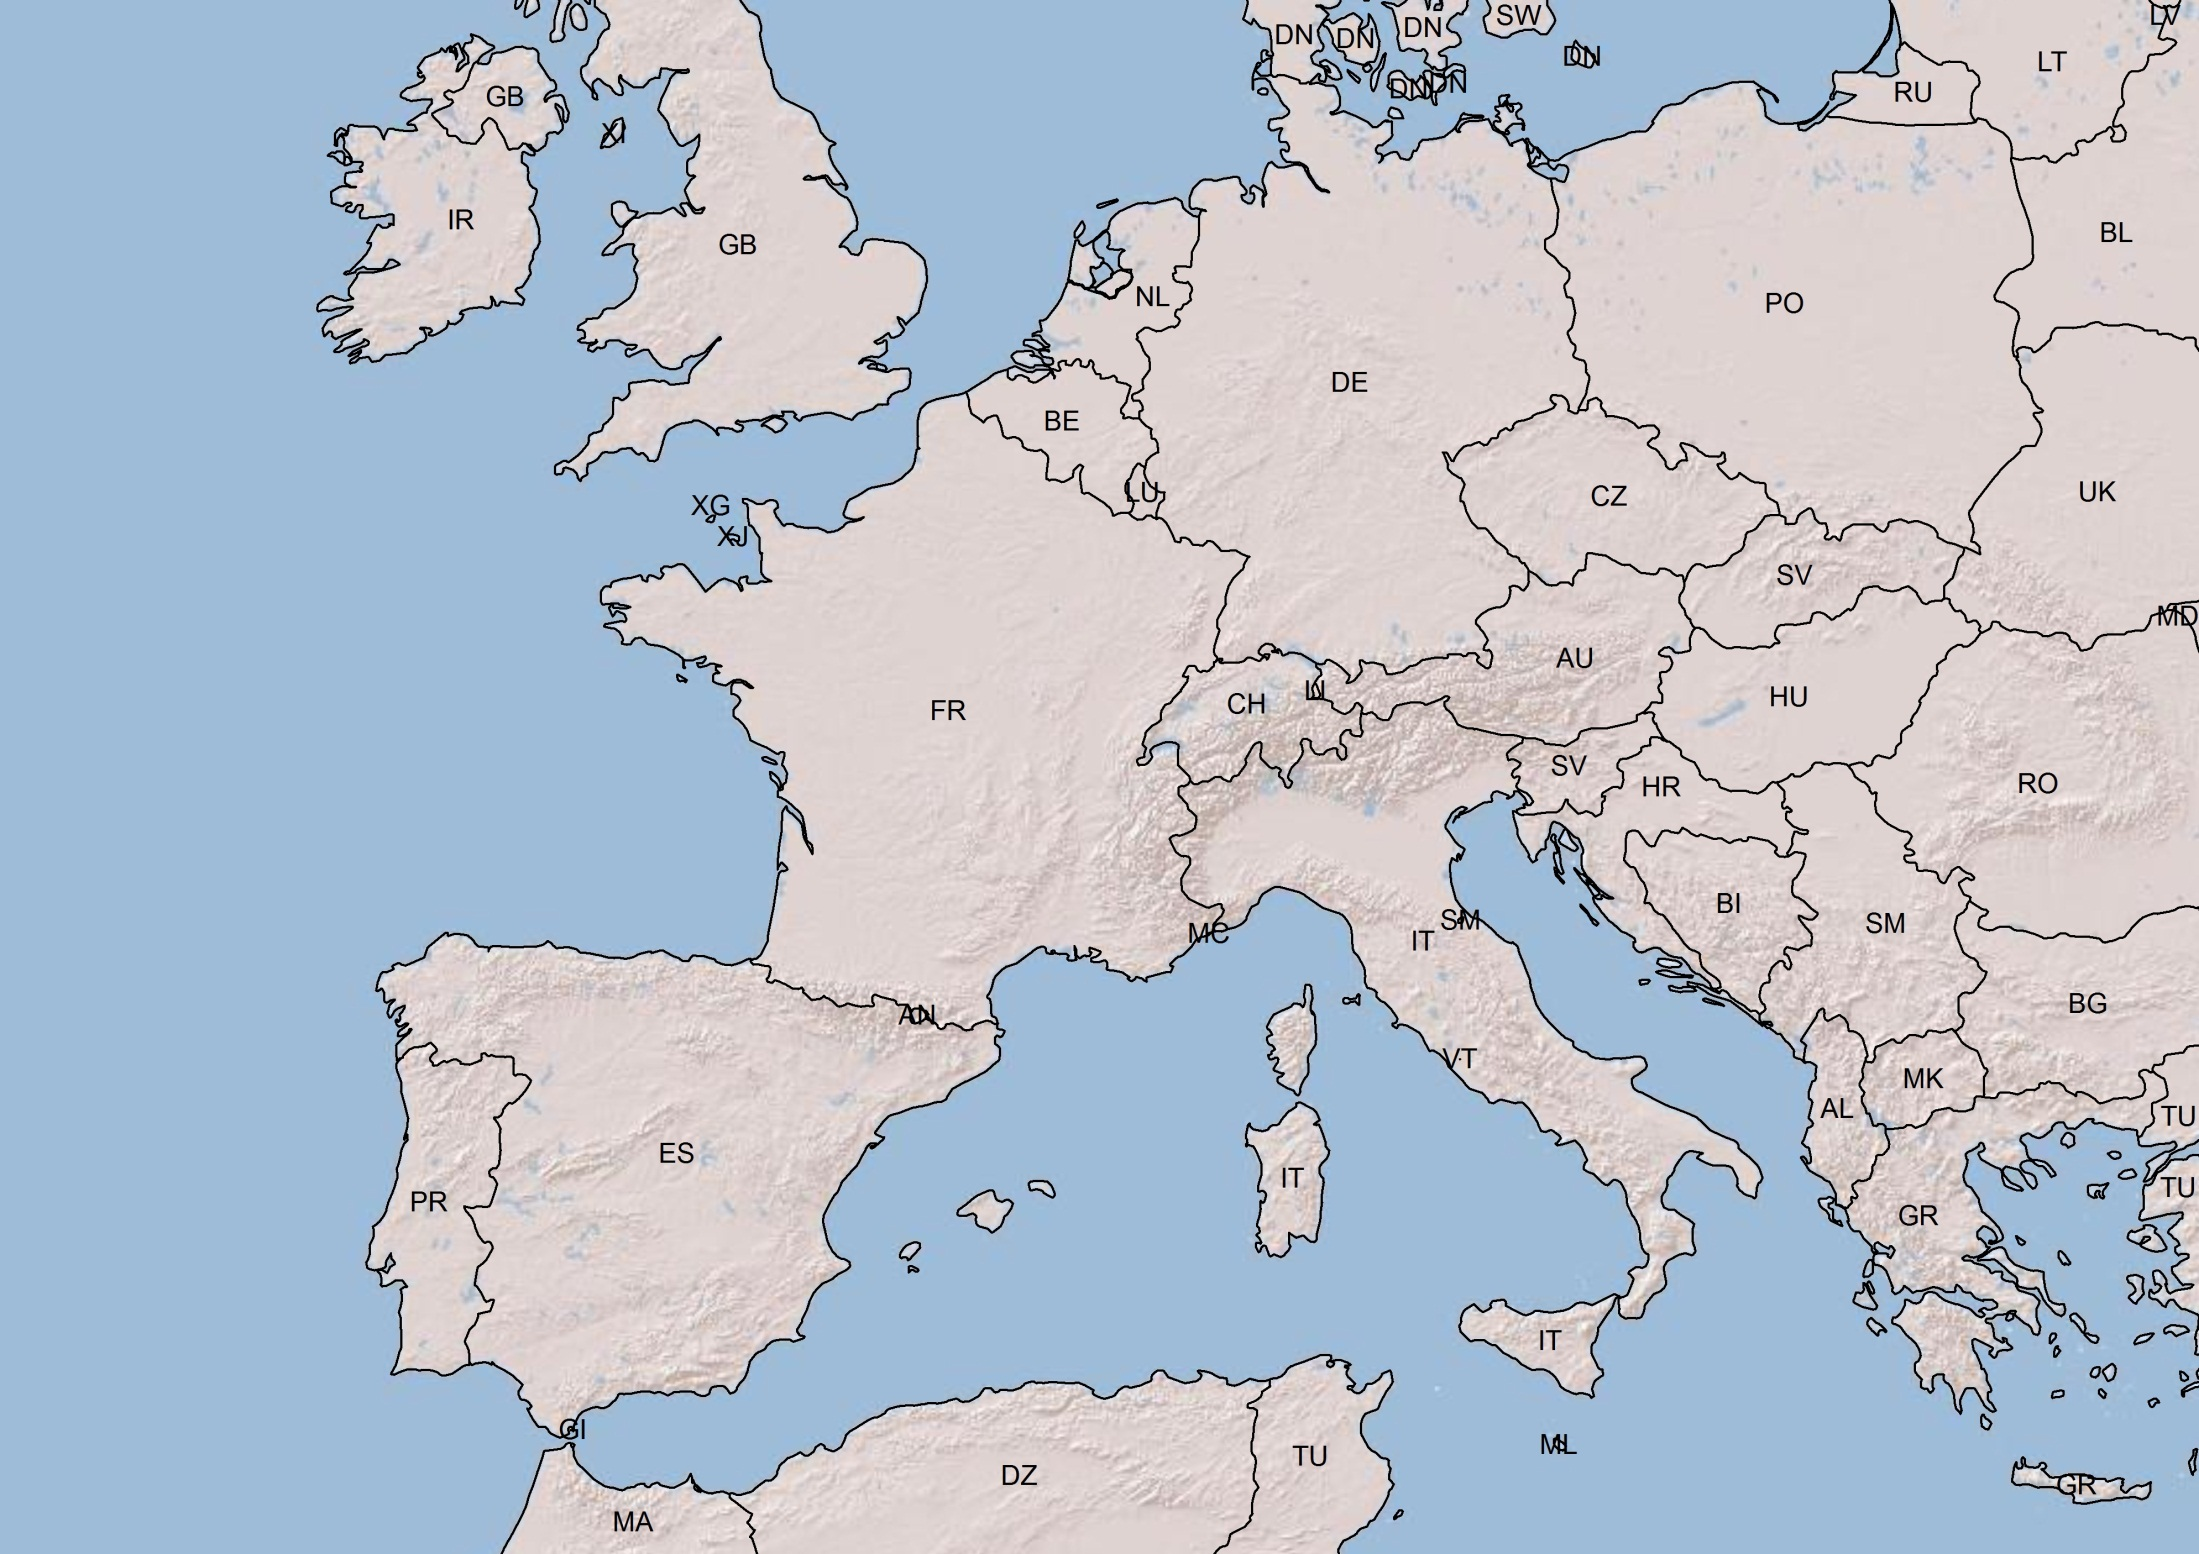 DN
DN
DN
SW
LV
DN
LT
DN
DN
RU
GB
XI
IR
BL
GB
NL
PO
DE
BE
LU
CZ
UK
XG
XJ
SV
MD
AU
LI
CH
HU
FR
SV
HR
RO
BI
SM
SM
MC
IT
BG
AN
VT
MK
AL
TU
ES
IT
TU
PR
GR
IT
GI
ML
TU
DZ
GR
MA